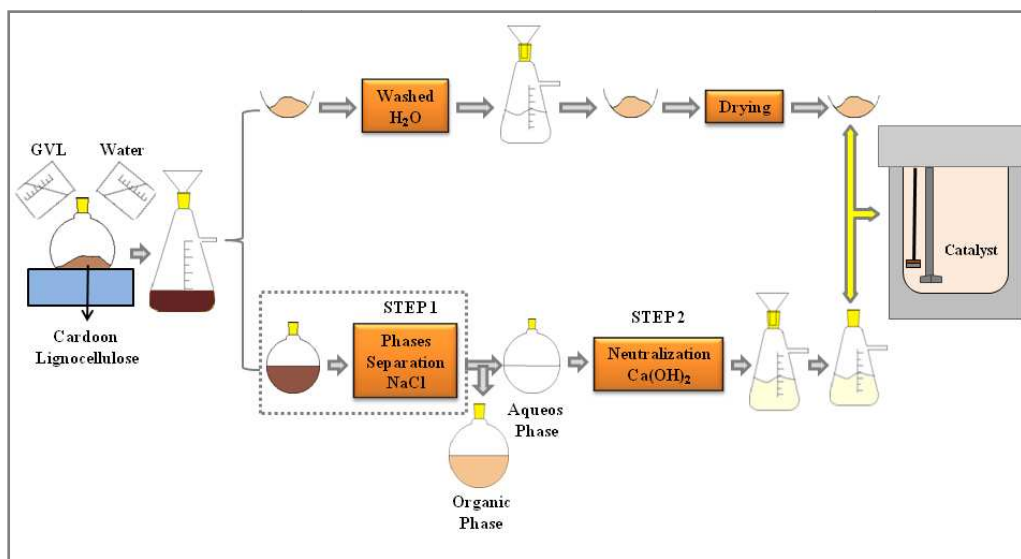 GVL
Water
Cardoon
Lignocellulose
Washed
H₂O
Drying
Catalyst
STEP 1
Phases
Separation
NaCl
Aqueos
Phase
Organic
Phase
STEP 2
Neutralization
Ca(OH)₂